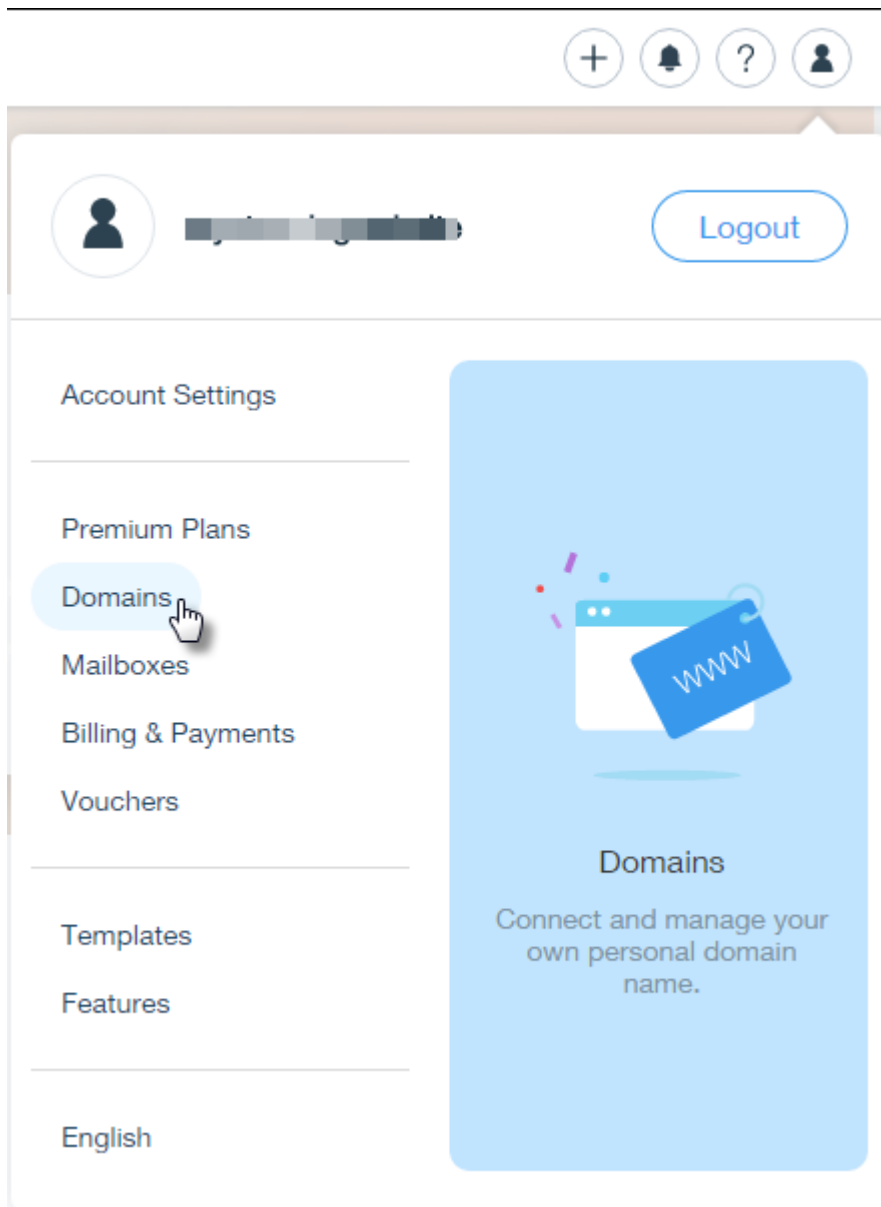 ?
Logout
Account Settings
Premium Plans
Domains
Mailboxes
Billing & Payments
Vouchers
Templates
Features
English
www
Domains
Connect and manage your
own personal domain
name.